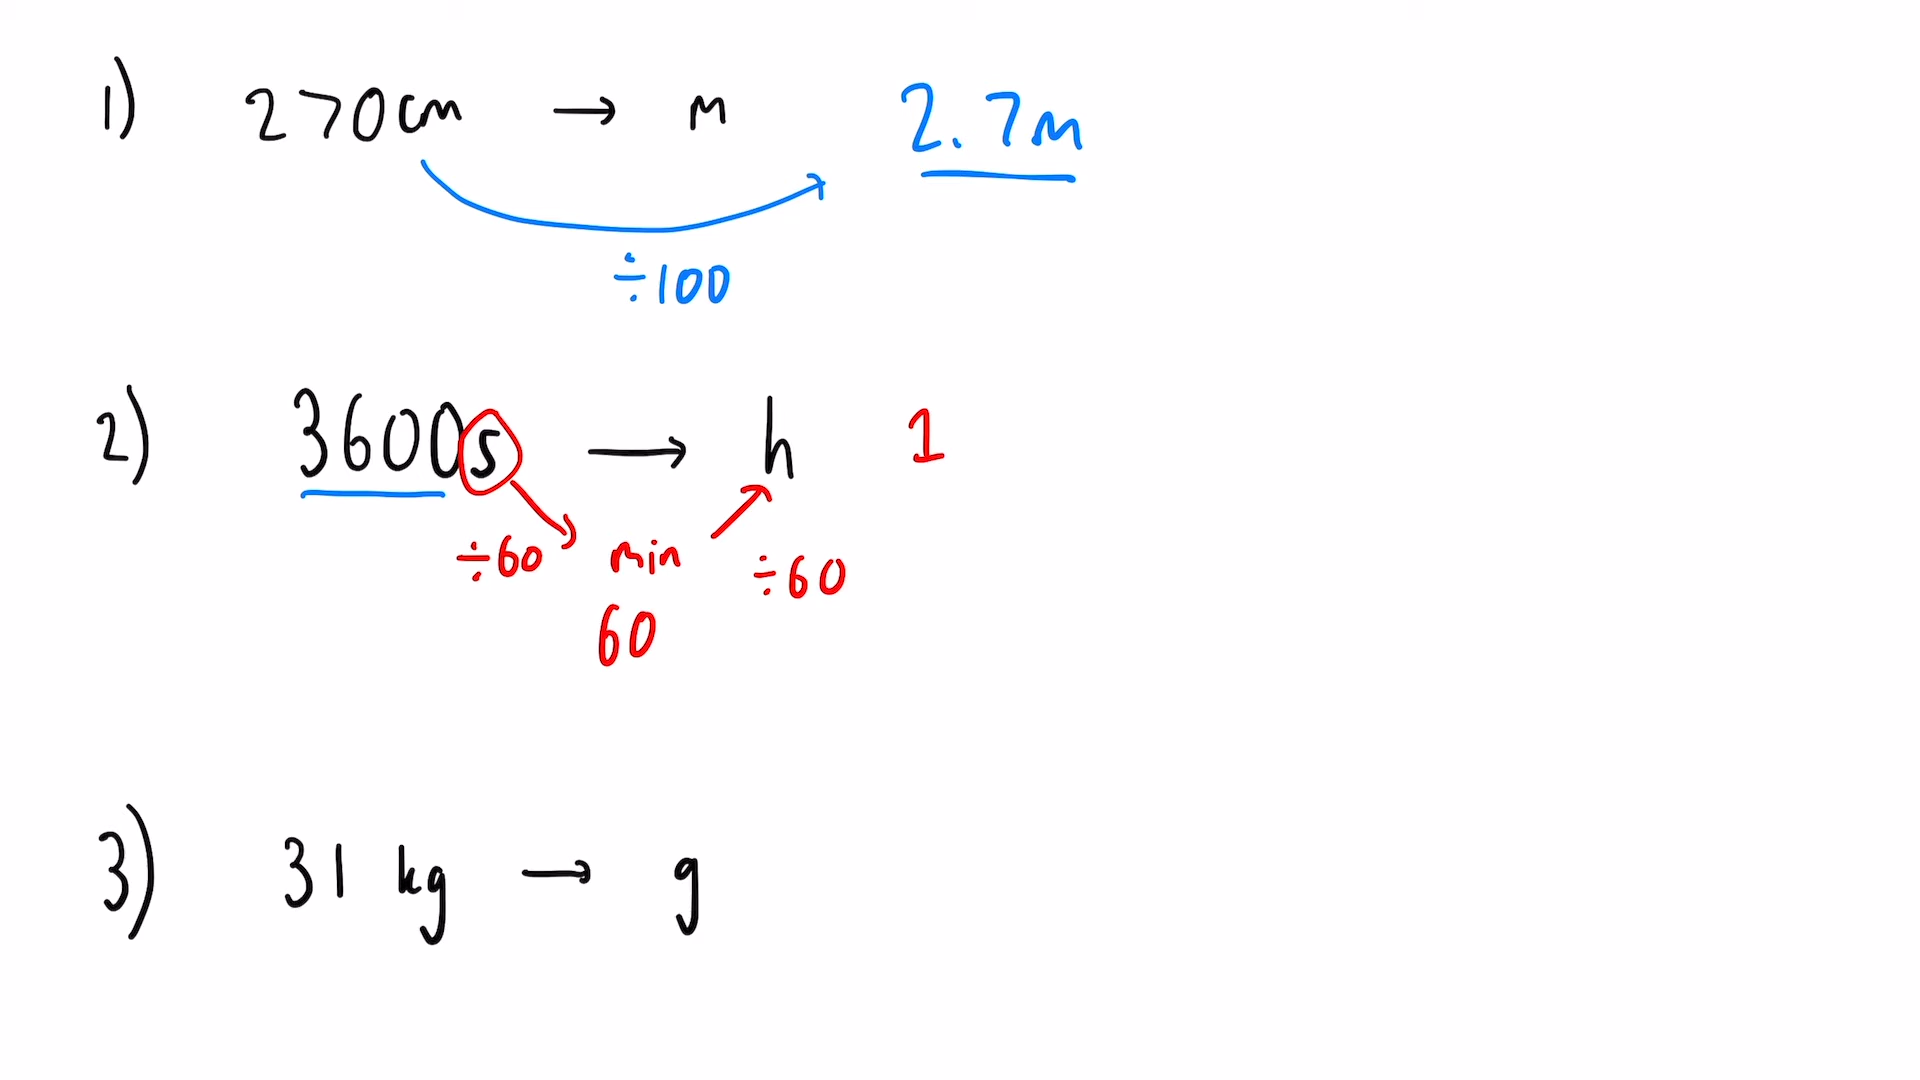 1) 270cm → m 2.7m
÷100
2) 3600s → h 1
÷60 min ÷60
60
3) 31 kg → g